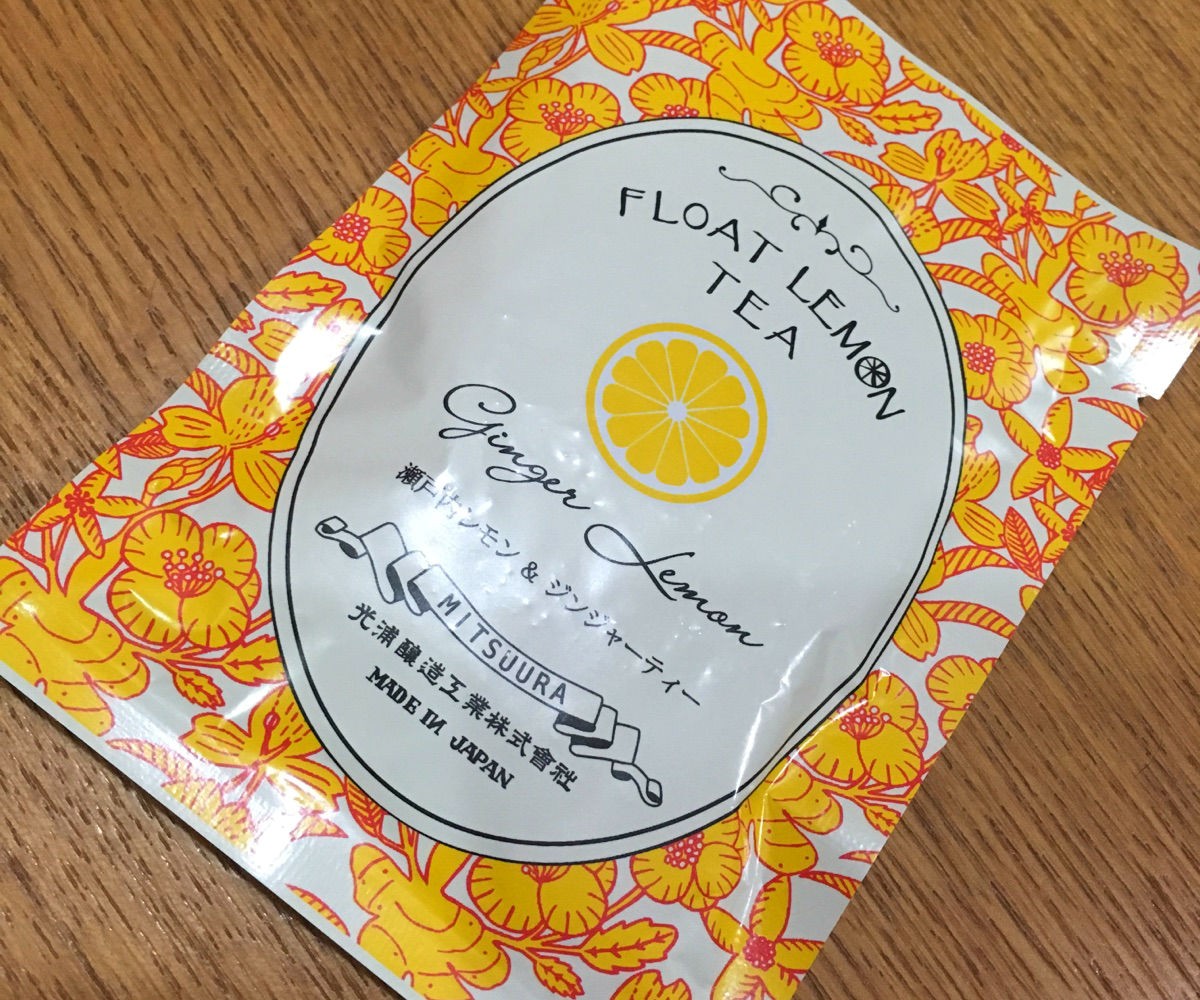 FLOAT LEMON
TEA
Ginger Lemon
瀬戸内レモン & ジンジャーティー
MITSUURA
光浦醸造工業株式會社
MADE IN JAPAN